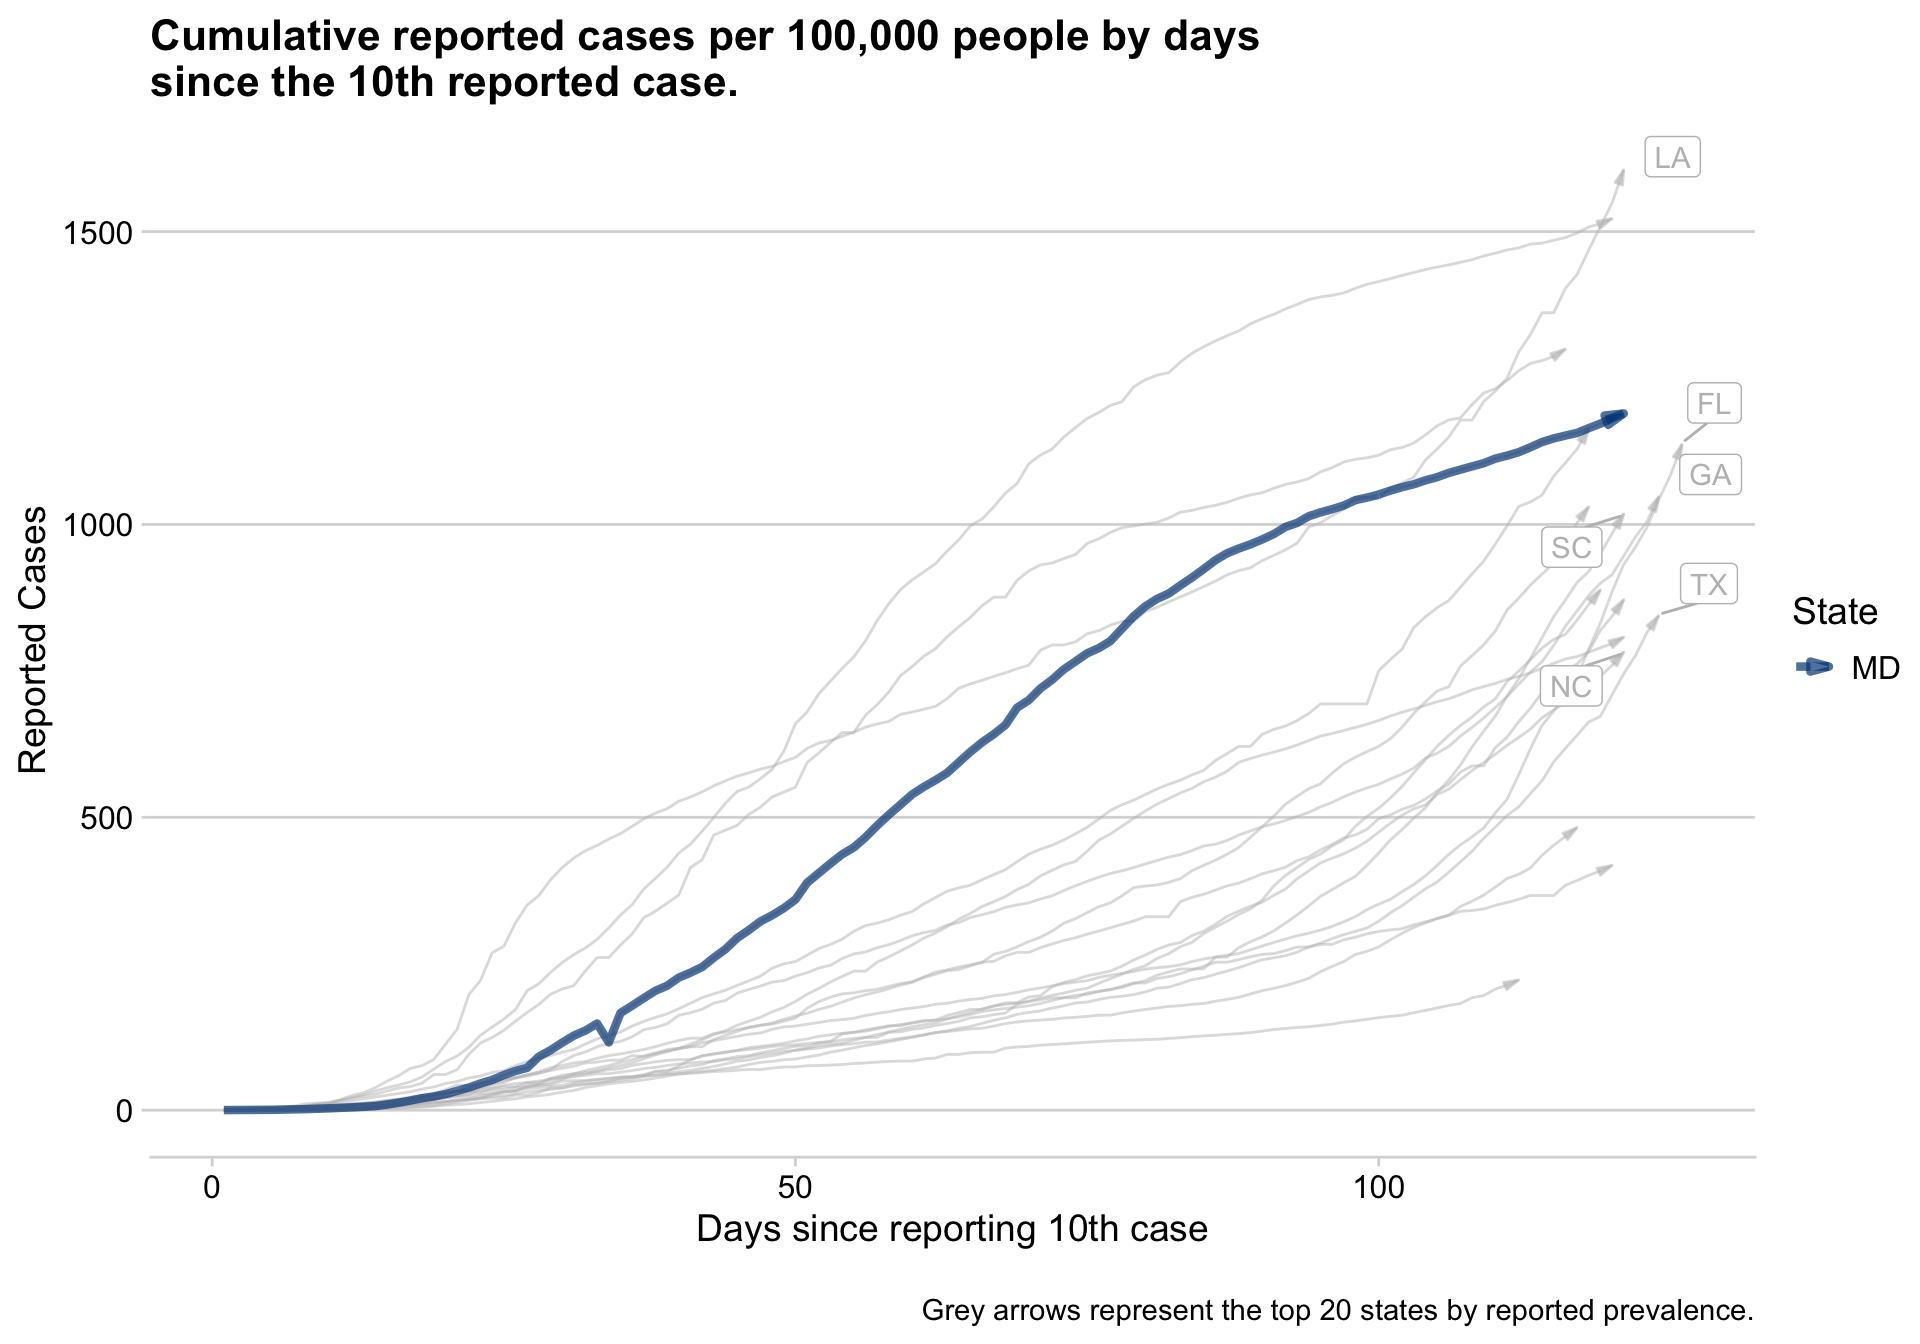 Cumulative reported cases per 100,000 people by days
since the 10th reported case.
LA
1500
FL
GA
1000
SC
TX
NC
500
0
Reported Cases
State
MD
0 50 100
Days since reporting 10th case
Grey arrows represent the top 20 states by reported prevalence.